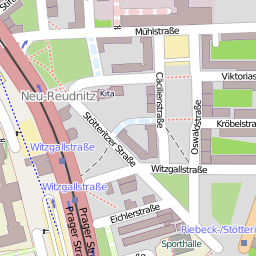 Mühlstraße
Viktorias
Neu-Reudnitz
Kita
Cäcilienstraße
Stötteritzer Straße
Oswaldstraße
Kröbelstra
Witzgallstraße
Witzgallstraße
Witzgallstraße
Eichlerstraße
Prager Straß
Prager Str
Riebeck-/Stötteri
Sporthalle